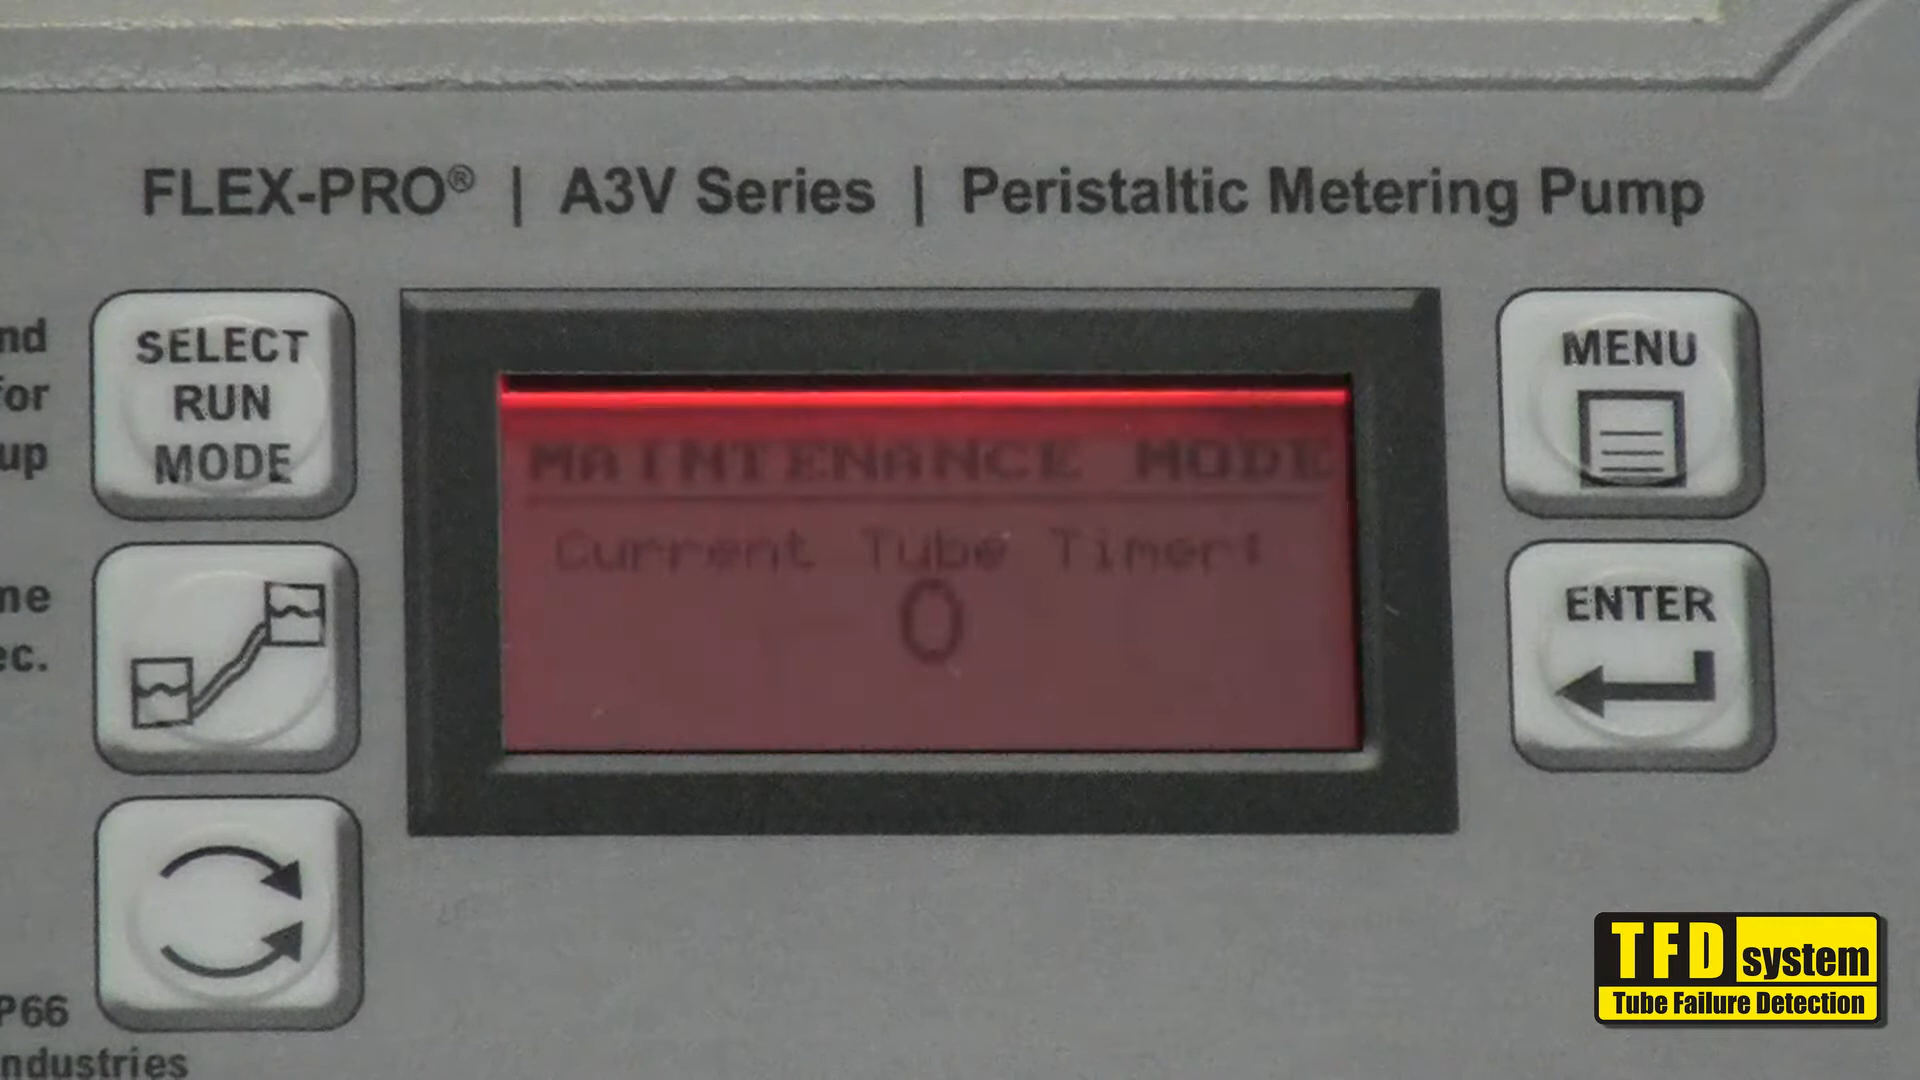 FLEX-PRO® | A3V Series | Peristaltic Metering Pump
nd
for
up
SELECT
RUN
MODE
MAINTENANCE MODE
Current Tube Timer:
0
MENU
ENTER
me
ec.
P66
ndustries
TFD system
Tube Failure Detection